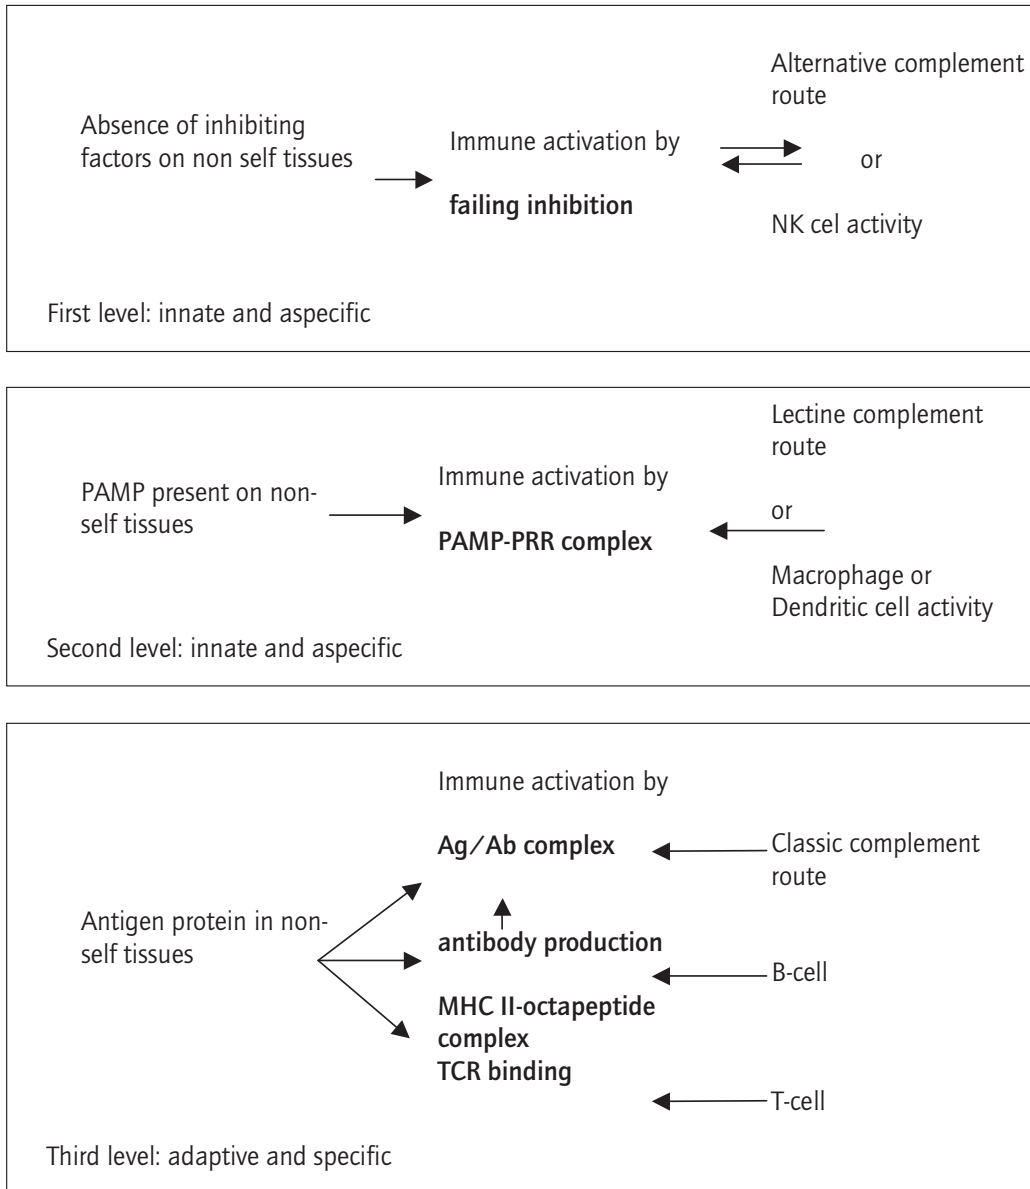 Alternative complement
route
Absence of inhibiting
factors on non self tissues
Immune activation by
failing inhibition
or
NK cel activity
First level: innate and aspecific
Lectine complement
route
PAMP present on non-
self tissues
Immune activation by
PAMP-PRR complex
or
Macrophage or
Dendritic cell activity
Second level: innate and aspecific
Immune activation by
Ag/Ab complex
Classic complement
route
Antigen protein in non-
self tissues
antibody production
B-cell
MHC II-octapeptide
complex
TCR binding
T-cell
Third level: adaptive and specific